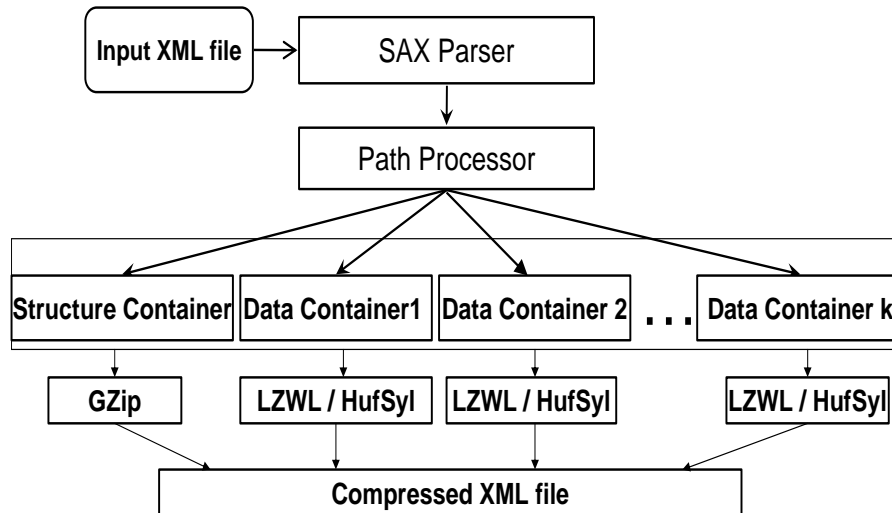 Input XML file
SAX Parser
Path Processor
Structure Container
Data Container1
Data Container 2
. . .
Data Container k
GZip
LZWL / HufSyl
LZWL / HufSyl
LZWL / HufSyl
Compressed XML file